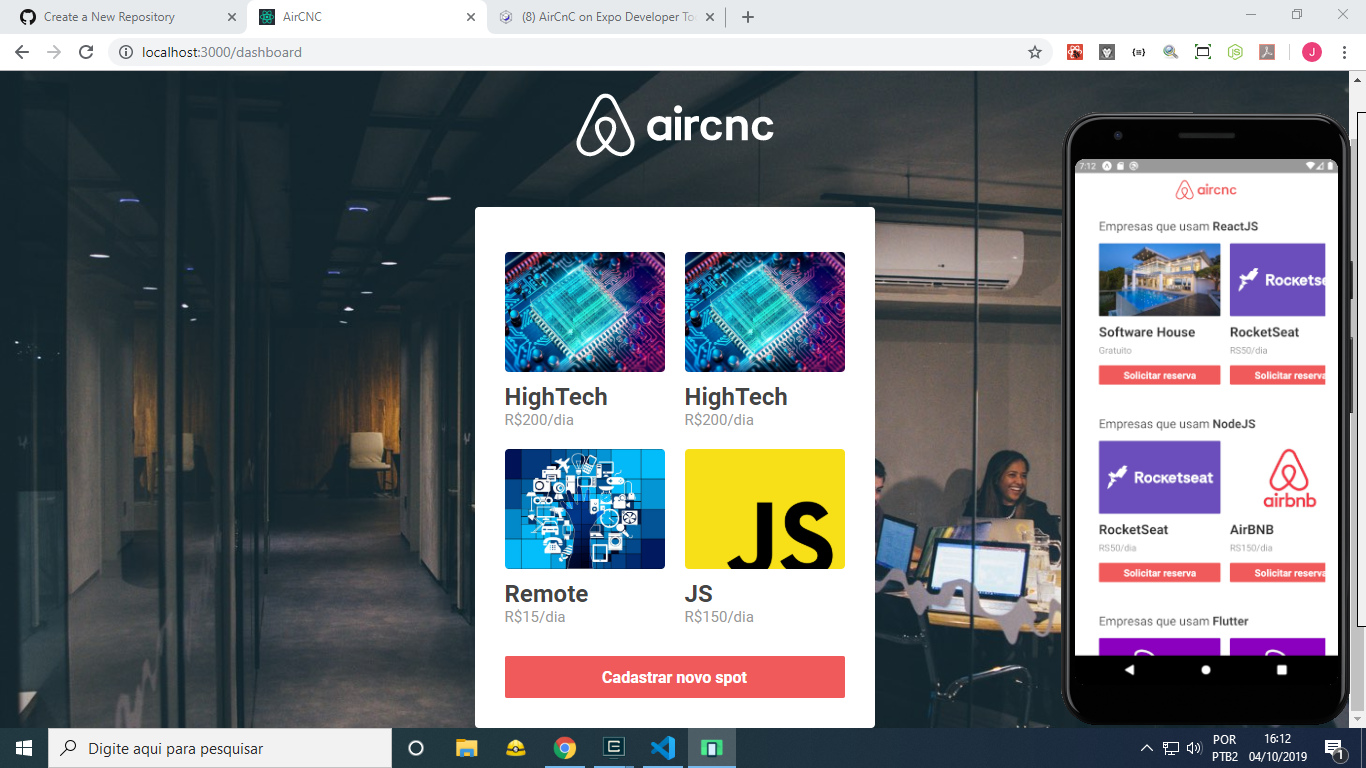 Create a New Repository
AirCNC
(8) AirCnC on Expo Developer To
localhost:3000/dashboard
J
aircnc
HighTech
R$200/dia
HighTech
R$200/dia
JS
Remote
R$15/dia
JS
R$150/dia
Cadastrar novo spot
7:12
aircnc
Empresas que usam ReactJS
Rocketse
Software House
Gratuito
Solicitar reserva
RocketSeat
R$50/dia
Solicitar reserva
Empresas que usam NodeJS
Rocketseat
airbnb
RocketSeat
R$50/dia
Solicitar reserva
AirBNB
R$150/dia
Solicitar reserva
Empresas que usam Flutter
Digite aqui para pesquisar
POR
PTB2
16:12
04/10/2019
1